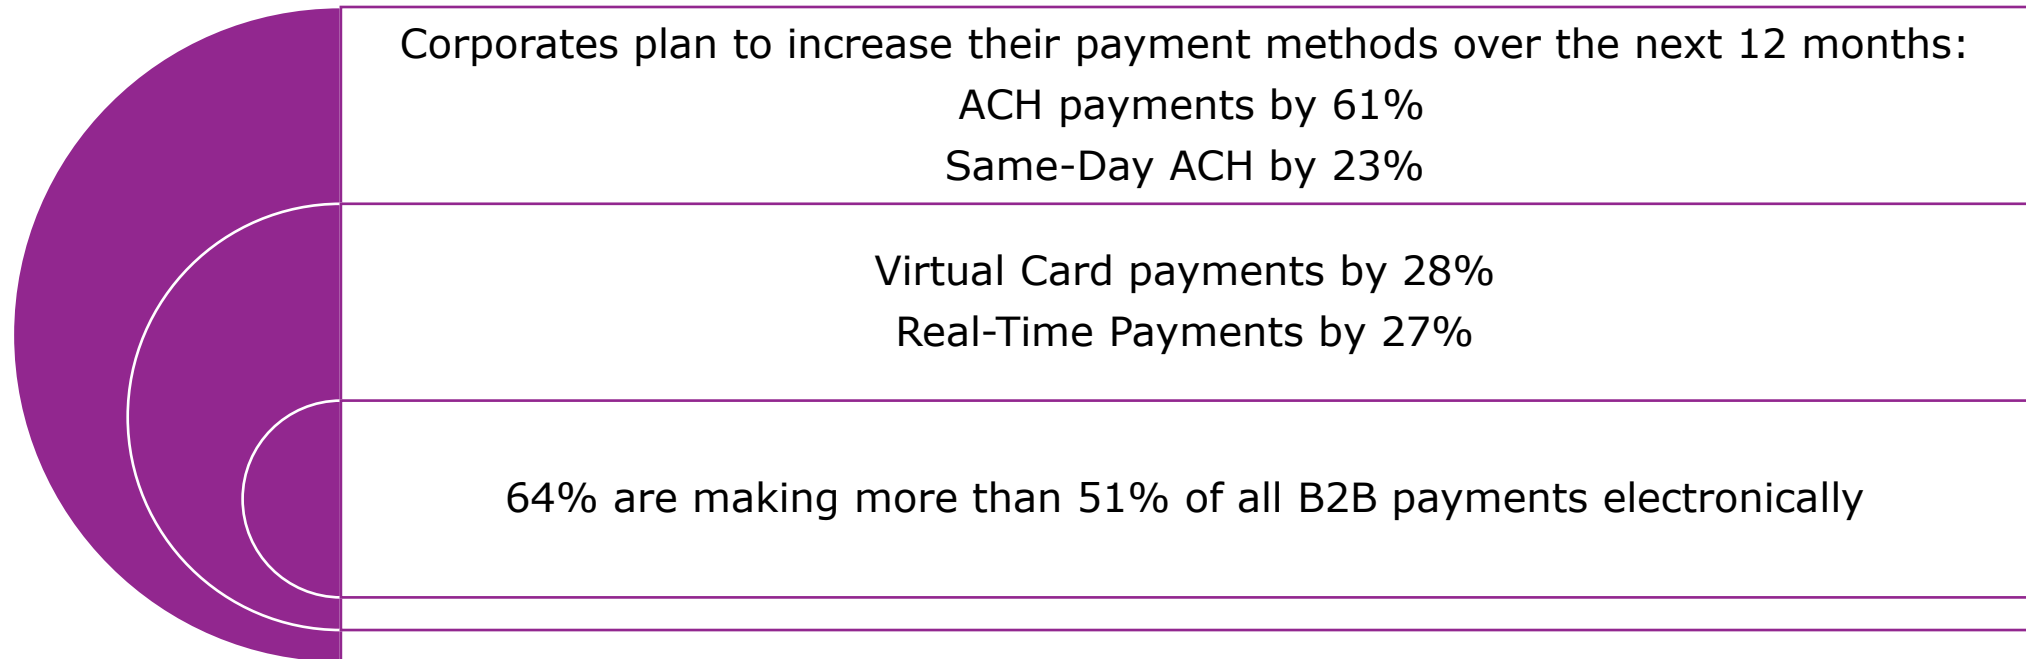 Corporates plan to increase their payment methods over the next 12 months:
ACH payments by 61%
Same-Day ACH by 23%
Virtual Card payments by 28%
Real-Time Payments by 27%
64% are making more than 51% of all B2B payments electronically